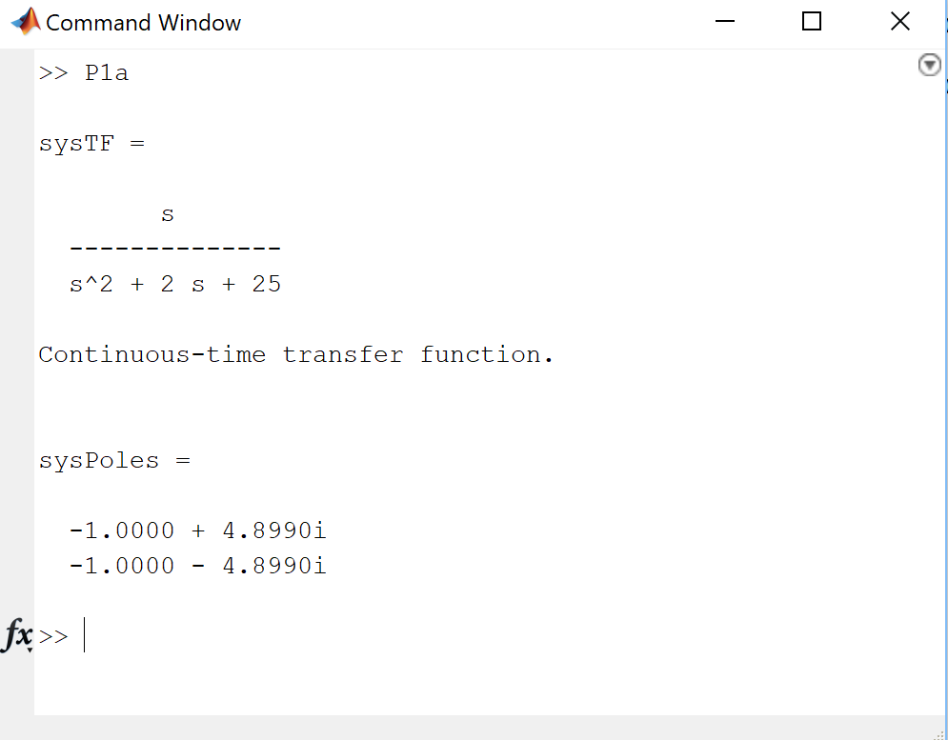 Command Window
>> P1a
sysTF =
s
--------------
s^2 + 2 s + 25
Continuous-time transfer function.
sysPoles =
-1.0000 + 4.8990i
-1.0000 - 4.8990i
fx >>